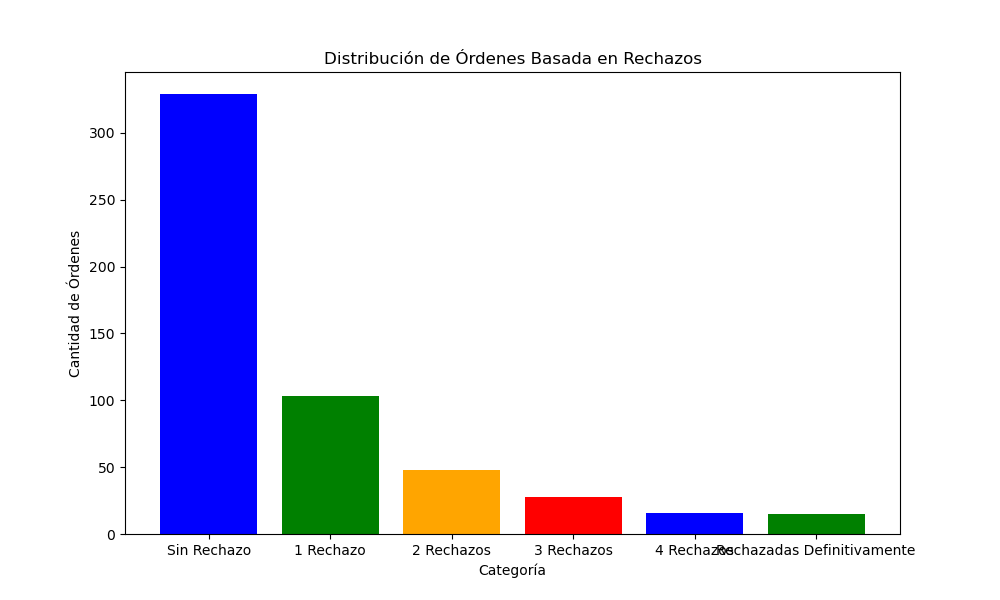 Distribución de Órdenes Basada en Rechazos
Cantidad de Órdenes
300
250
200
150
100
50
0
Sin Rechazo 1 Rechazo 2 Rechazos 3 Rechazos 4 Rechazos Rechazadas Definitivamente
Categoría